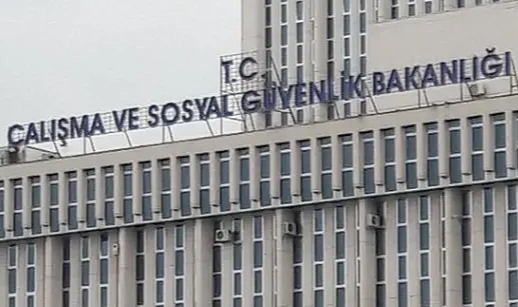 T.C.
ÇALIŞMA VE SOSYAL GÜVENLİK BAKANLIĞI